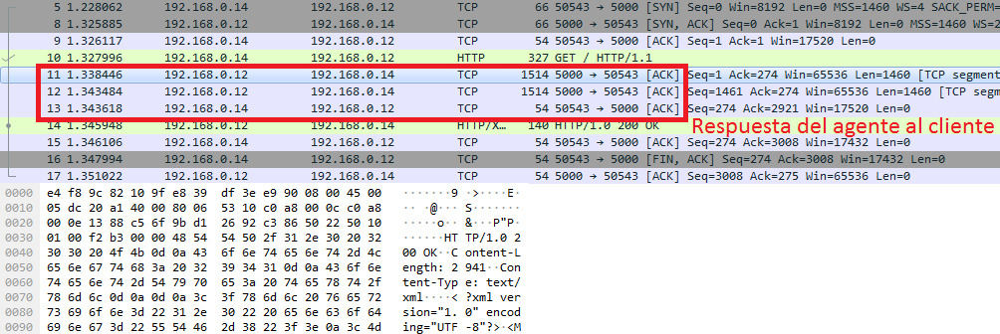 5 1.228062 192.168.0.14 192.168.0.12 TCP 66 50543 → 5000 [SYN] Seq=0 Win=8192 Len=0 MSS=1460 WS=4 SACK_PERM=
8 1.325885 192.168.0.12 192.168.0.14 TCP 66 5000 → 50543 [SYN, ACK] Seq=0 Ack=1 Win=8192 Len=0 MSS=1460 WS=2
9 1.326117 192.168.0.14 192.168.0.12 TCP 54 50543 → 5000 [ACK] Seq=1 Ack=1 Win=17520 Len=0
10 1.327996 192.168.0.14 192.168.0.12 HTTP 327 GET / HTTP/1.1
11 1.338446 192.168.0.12 192.168.0.14 TCP 1514 5000 → 50543 [ACK] Seq=1 Ack=274 Win=65536 Len=1460 [TCP segment
12 1.343484 192.168.0.12 192.168.0.14 TCP 1514 5000 → 50543 [ACK] Seq=1461 Ack=274 Win=65536 Len=1460 [TCP segm
13 1.343618 192.168.0.14 192.168.0.12 TCP 54 50543 → 5000 [ACK] Seq=274 Ack=2921 Win=17520 Len=0
14 1.345948 192.168.0.12 192.168.0.14 HTTP/X… 140 HTTP/1.0 200 OK
Respuesta del agente al cliente
15 1.346106 192.168.0.14 192.168.0.12 TCP 54 50543 → 5000 [ACK] Seq=274 Ack=3008 Win=17432 Len=0
16 1.347994 192.168.0.14 192.168.0.12 TCP 54 50543 → 5000 [FIN, ACK] Seq=274 Ack=3008 Win=17432 Len=0
17 1.351022 192.168.0.12 192.168.0.14 TCP 54 5000 → 50543 [ACK] Seq=3008 Ack=275 Win=65536 Len=0
0000 e4 f8 9c 82 10 9f e8 39 df 3e e9 90 08 00 45 00 ·······9 ·>····E·
0010 05 dc 20 a1 40 00 80 06 53 10 c0 a8 00 0c c0 a8 ·· ·@··· S·······
0020 00 0e 13 88 c5 6f 9b d1 26 92 c3 86 50 22 50 10 ·····o·· &···P"P·
0030 01 00 f2 b3 00 00 48 54 54 50 2f 31 2e 30 20 32 ······HT TP/1.0 2
0040 30 30 20 4f 4b 0d 0a 43 6f 6e 74 65 6e 74 2d 4c 00 OK··C ontent-L
0050 65 6e 67 74 68 3a 20 32 39 34 31 0d 0a 43 6f 6e ength: 2 941··Con
0060 74 65 6e 74 2d 54 79 70 65 3a 20 74 65 78 74 2f tent-Typ e: text/
0070 78 6d 6c 0d 0a 0d 0a 3c 3f 78 6d 6c 20 76 65 72 xml····< ?xml ver
0080 73 69 6f 6e 3d 22 31 2e 30 22 20 65 6e 63 6f 64 sion="1. 0" encod
0090 69 6e 67 3d 22 55 54 46 2d 38 22 3f 3e 0a 3c 4d ing="UTF -8"?>·<M